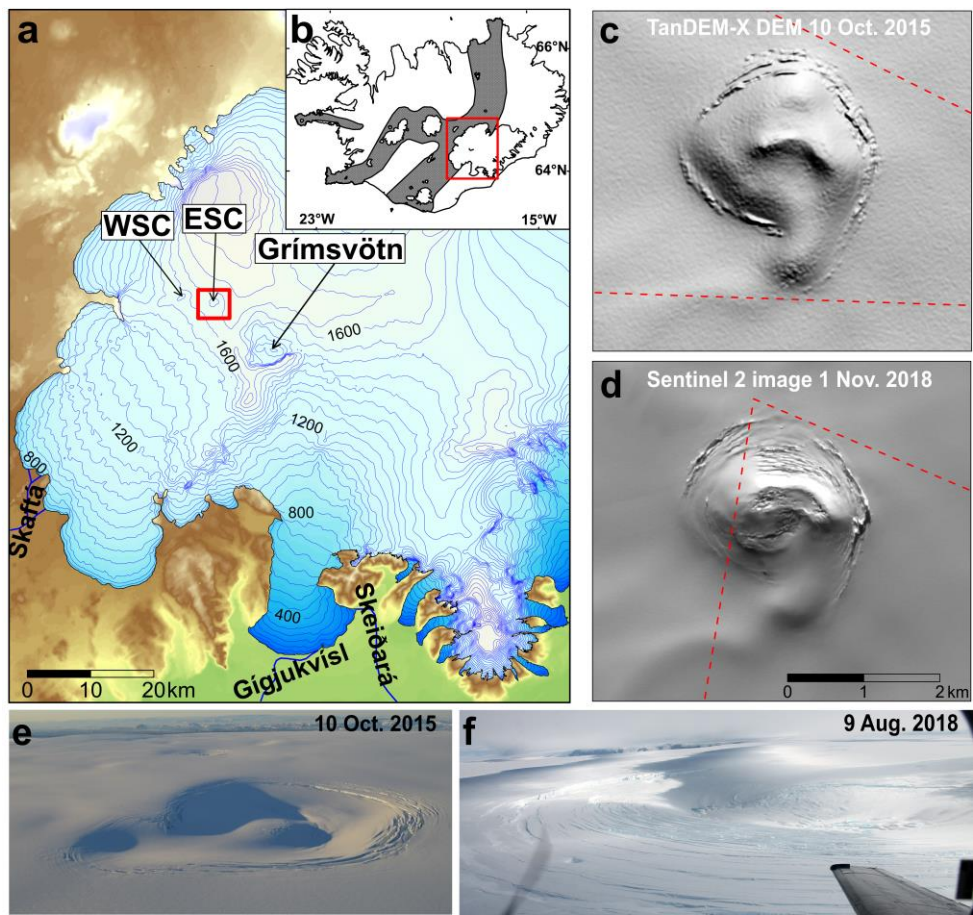 a
WSC
ESC
Grímsvötn
1600
1600
1200
1200
800
800
400
Skaftá
Gígjukvísl
Skeiðará
0 10 20km
b
66°N
64°N
23°W
15°W
c
TanDEM-X DEM 10 Oct. 2015
d
Sentinel 2 image 1 Nov. 2018
0 1 2 km
e
10 Oct. 2015
f
9 Aug. 2018